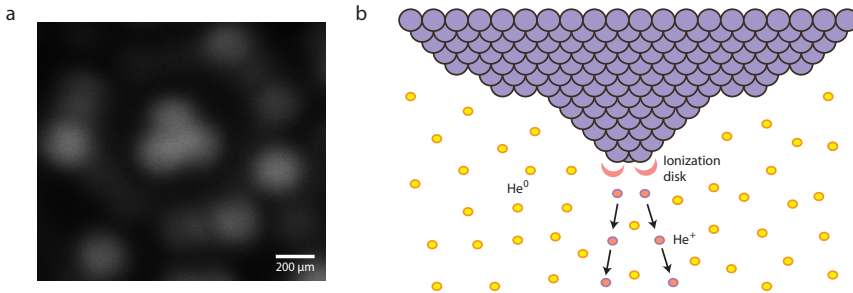 a
b
200 µm
Ionization
disk
He⁰
He⁺